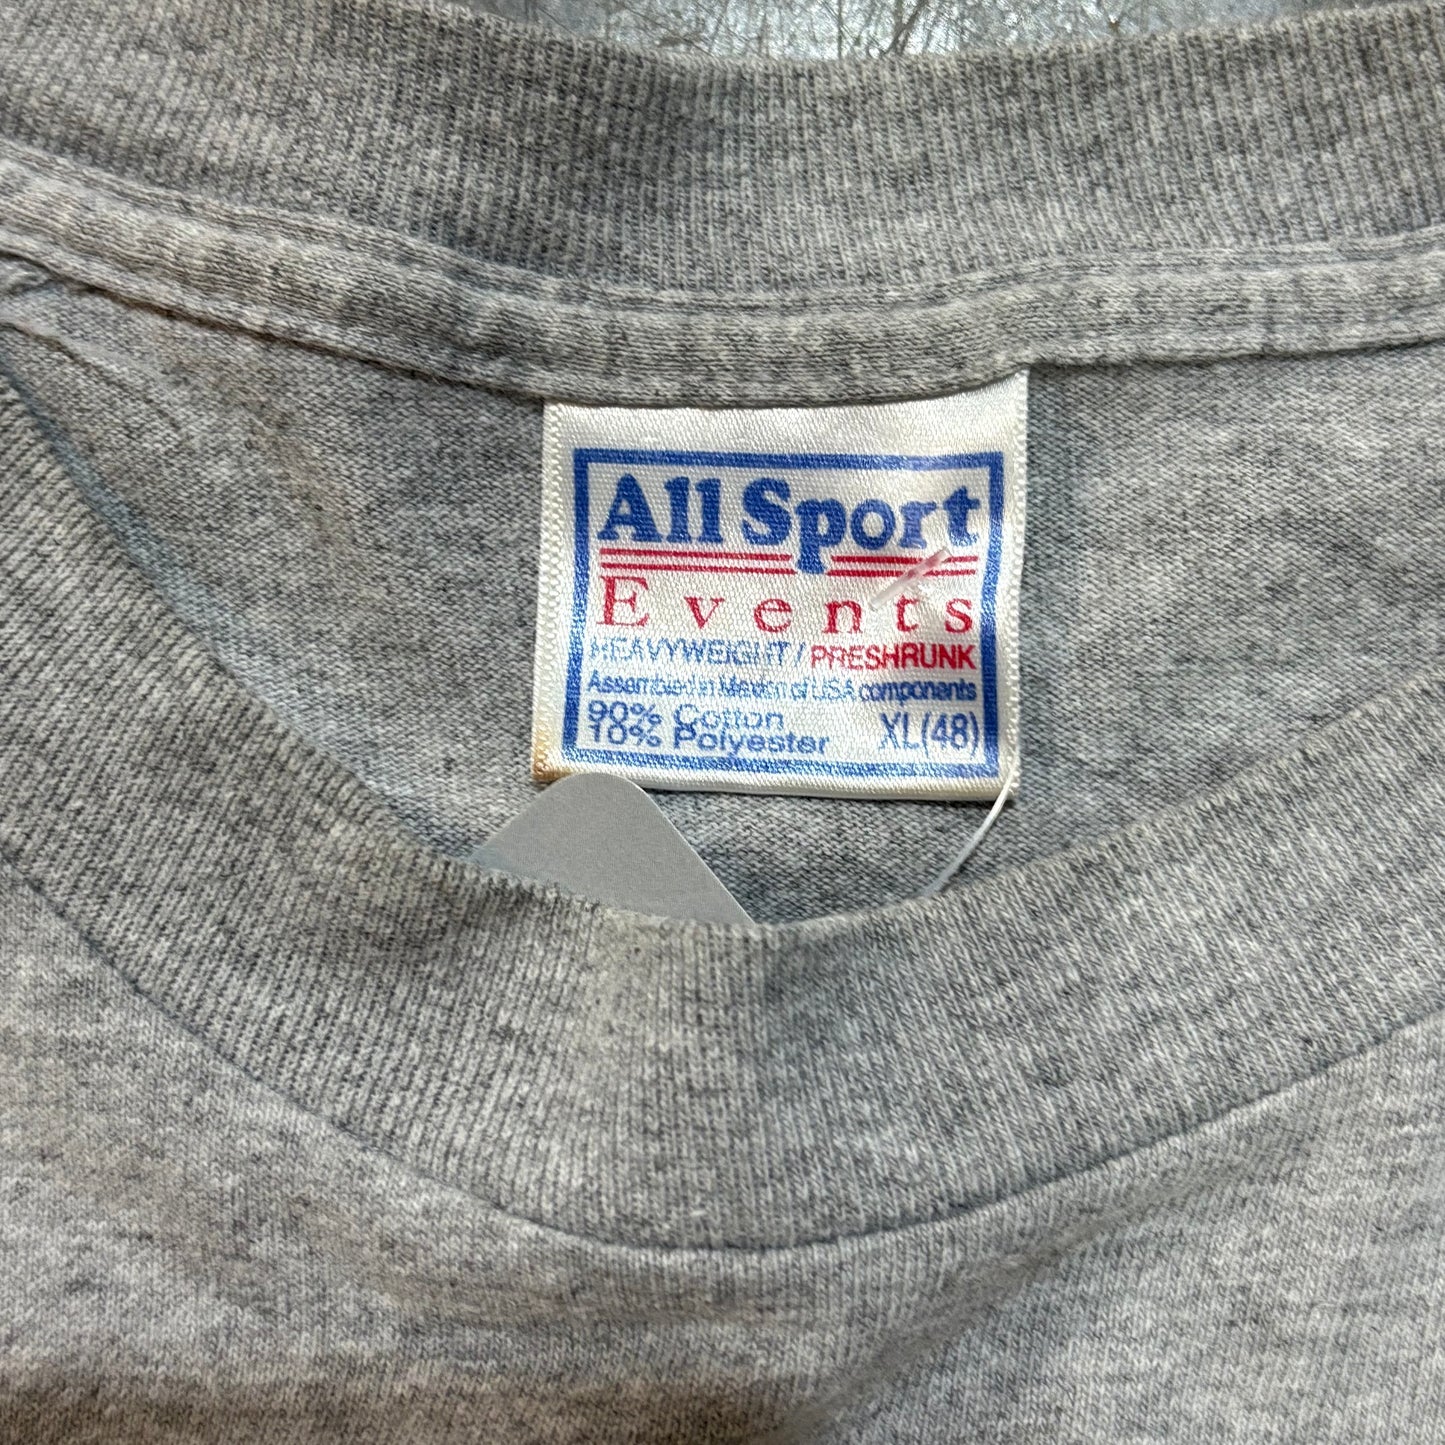 All Sport
Events
HEAVYWEIGHT / PRESHRUNK
Assembled in Mexico of USA components
90% Cotton
10% Polyester XL(48)